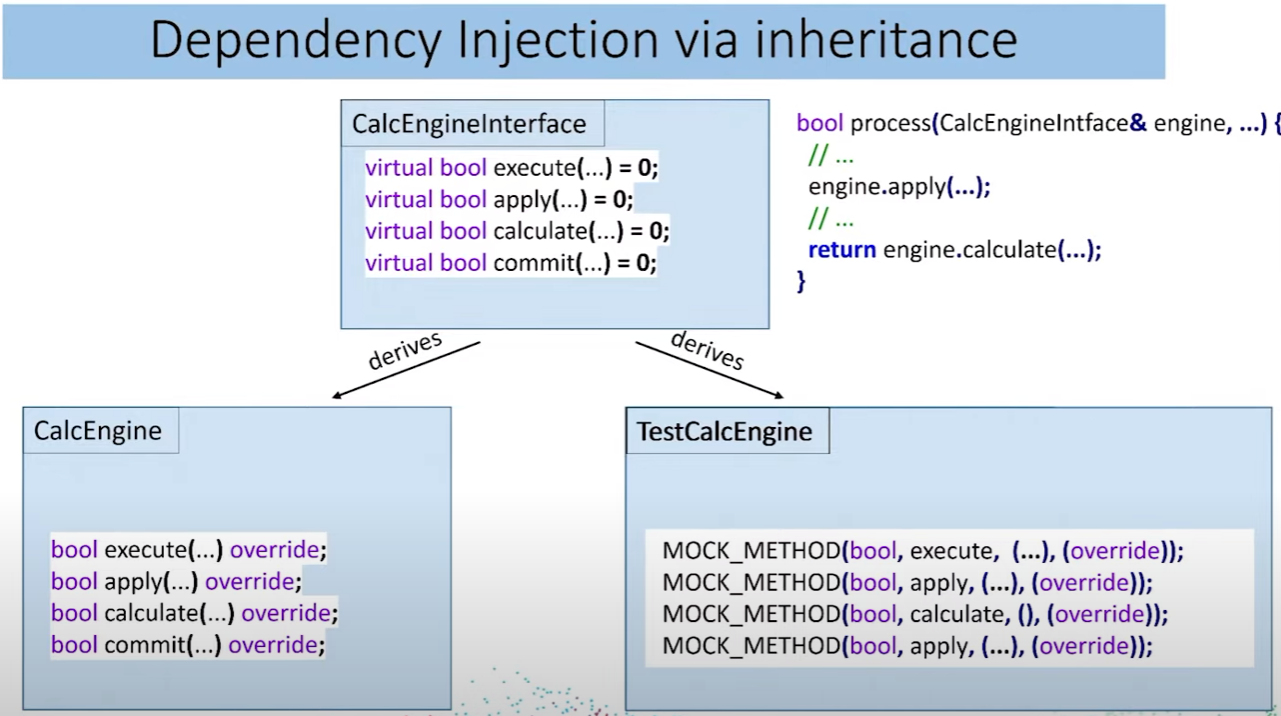 Dependency Injection via inheritance
CalcEngineInterface
virtual bool execute(...) = 0;
virtual bool apply(...) = 0;
virtual bool calculate(...) = 0;
virtual bool commit(...) = 0;
bool process(CalcEngineIntface& engine, ...) {
// ...
engine.apply(...);
// ...
return engine.calculate(...);
}
derives
derives
CalcEngine
bool execute(...) override;
bool apply(...) override;
bool calculate(...) override;
bool commit(...) override;
TestCalcEngine
MOCK_METHOD(bool, execute, (...), (override));
MOCK_METHOD(bool, apply, (...), (override));
MOCK_METHOD(bool, calculate, (), (override));
MOCK_METHOD(bool, apply, (...), (override));